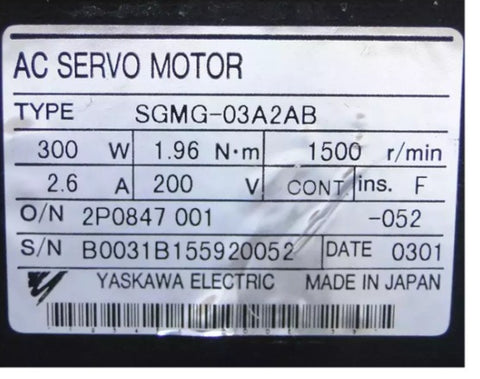 AC SERVO MOTOR
TYPE SGMG-03A2AB
300 W 1.96 N·m 1500 r/min
2.6 A 200 V CONT ins. F
O/N 2P0847 001 -052
S/N B0031B155920052 DATE 0301
YASKAWA ELECTRIC MADE IN JAPAN